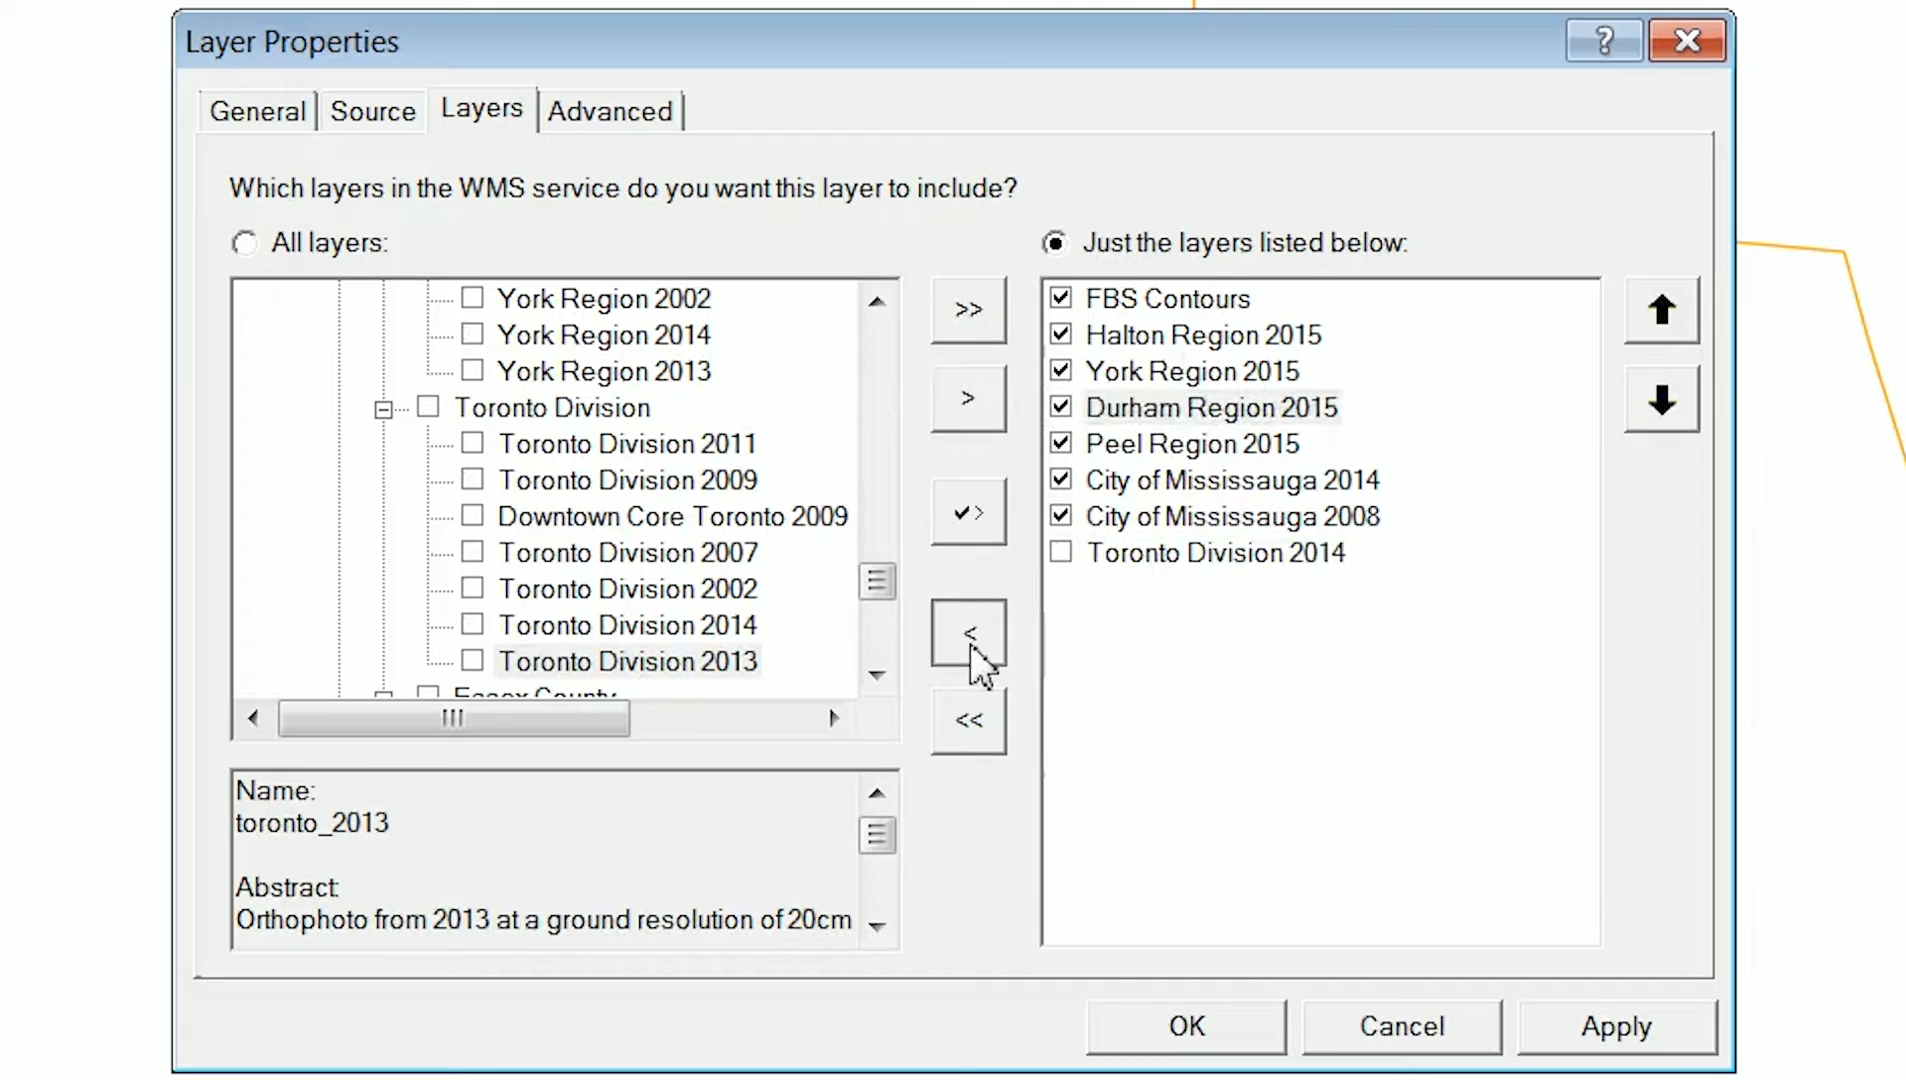 Layer Properties
?
General
Source
Layers
Advanced
Which layers in the WMS service do you want this layer to include?
All layers:
York Region 2002
York Region 2014
York Region 2013
Toronto Division
Toronto Division 2011
Toronto Division 2009
Downtown Core Toronto 2009
Toronto Division 2007
Toronto Division 2002
Toronto Division 2014
Toronto Division 2013
Essex County
>>
>
>
<
<<
Just the layers listed below:
FBS Contours
Halton Region 2015
York Region 2015
Durham Region 2015
Peel Region 2015
City of Mississauga 2014
City of Mississauga 2008
Toronto Division 2014
Name:
toronto_2013
Abstract:
Orthophoto from 2013 at a ground resolution of 20cm
OK
Cancel
Apply